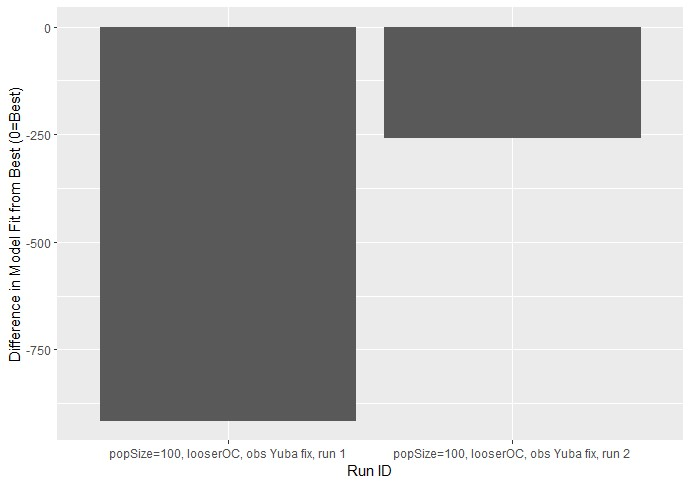 Difference in Model Fit from Best (0=Best)
0
-250
-500
-750
popSize=100, looserOC, obs Yuba fix, run 1
popSize=100, looserOC, obs Yuba fix, run 2
Run ID